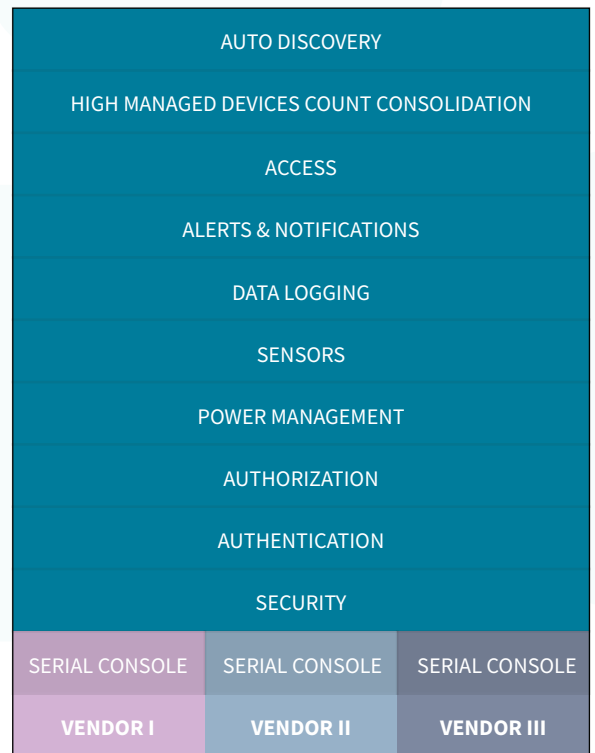 AUTO DISCOVERY
HIGH MANAGED DEVICES COUNT CONSOLIDATION
ACCESS
ALERTS & NOTIFICATIONS
DATA LOGGING
SENSORS
POWER MANAGEMENT
AUTHORIZATION
AUTHENTICATION
SECURITY
SERIAL CONSOLE SERIAL CONSOLE SERIAL CONSOLE
VENDOR I VENDOR II VENDOR III